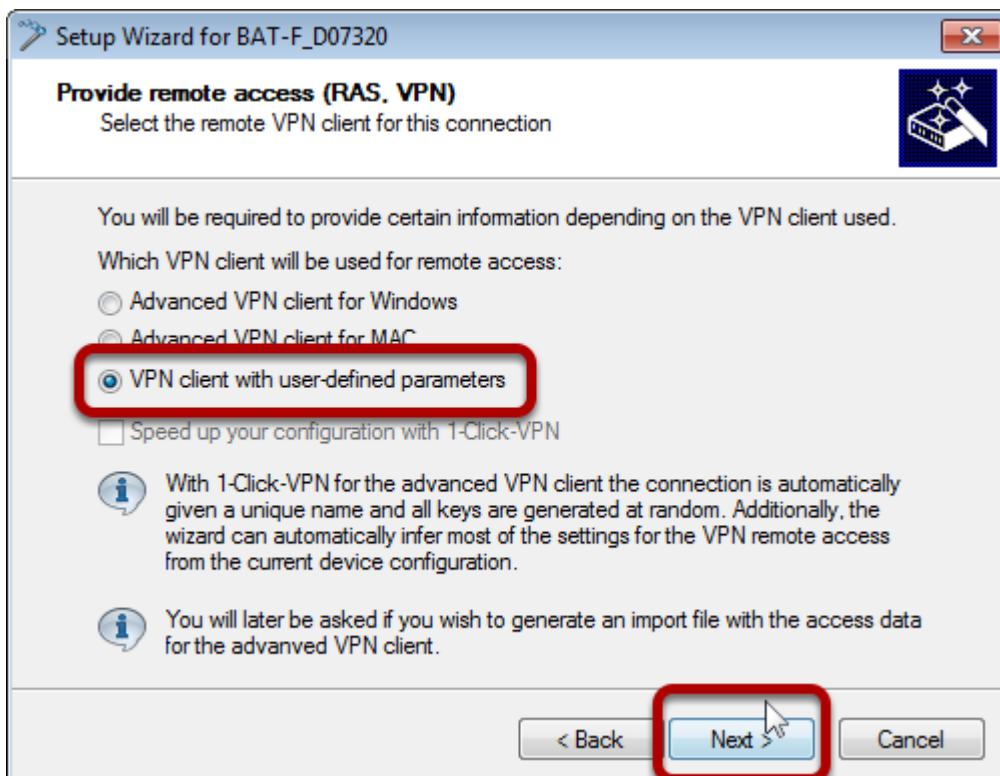 Setup Wizard for BAT-F_D07320
Provide remote access (RAS, VPN)
Select the remote VPN client for this connection
You will be required to provide certain information depending on the VPN client used.
Which VPN client will be used for remote access:
Advanced VPN client for Windows
Advanced VPN client for MAC
VPN client with user-defined parameters
Speed up your configuration with 1-Click-VPN
With 1-Click-VPN for the advanced VPN client the connection is automatically
given a unique name and all keys are generated at random. Additionally, the
wizard can automatically infer most of the settings for the VPN remote access
from the current device configuration.
You will later be asked if you wish to generate an import file with the access data
for the advanved VPN client.
< Back
Next >
Cancel